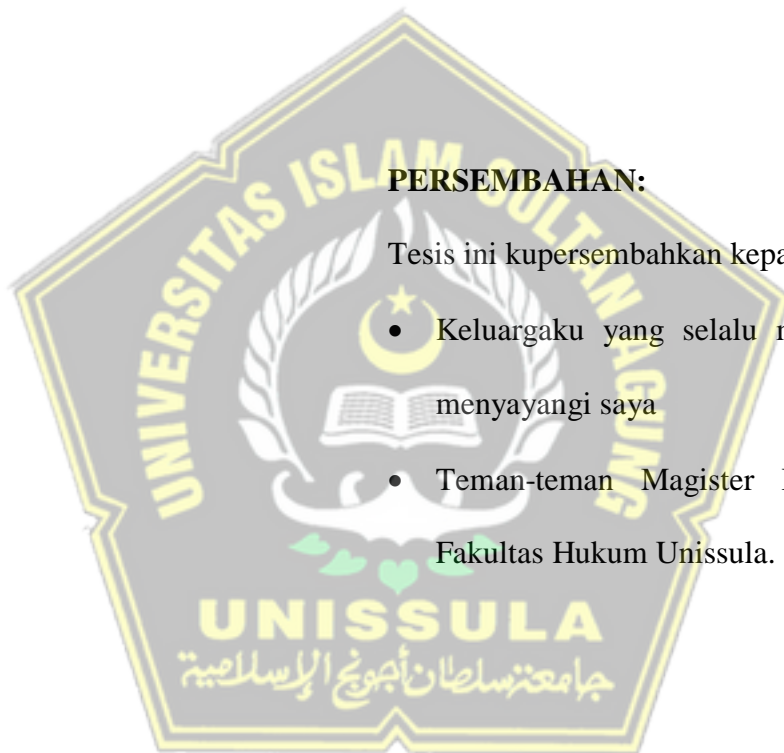 PERSEMBAHAN:
Tesis ini kupersembahkan
• Keluargaku yang selalu
menyayangi saya
• Teman-teman Magister
Fakultas Hukum Unissula.
UNIVERSITAS ISLAM SULTAN AGUNG
UNISSULA
جامعة سلطان أجونج الإسلامية